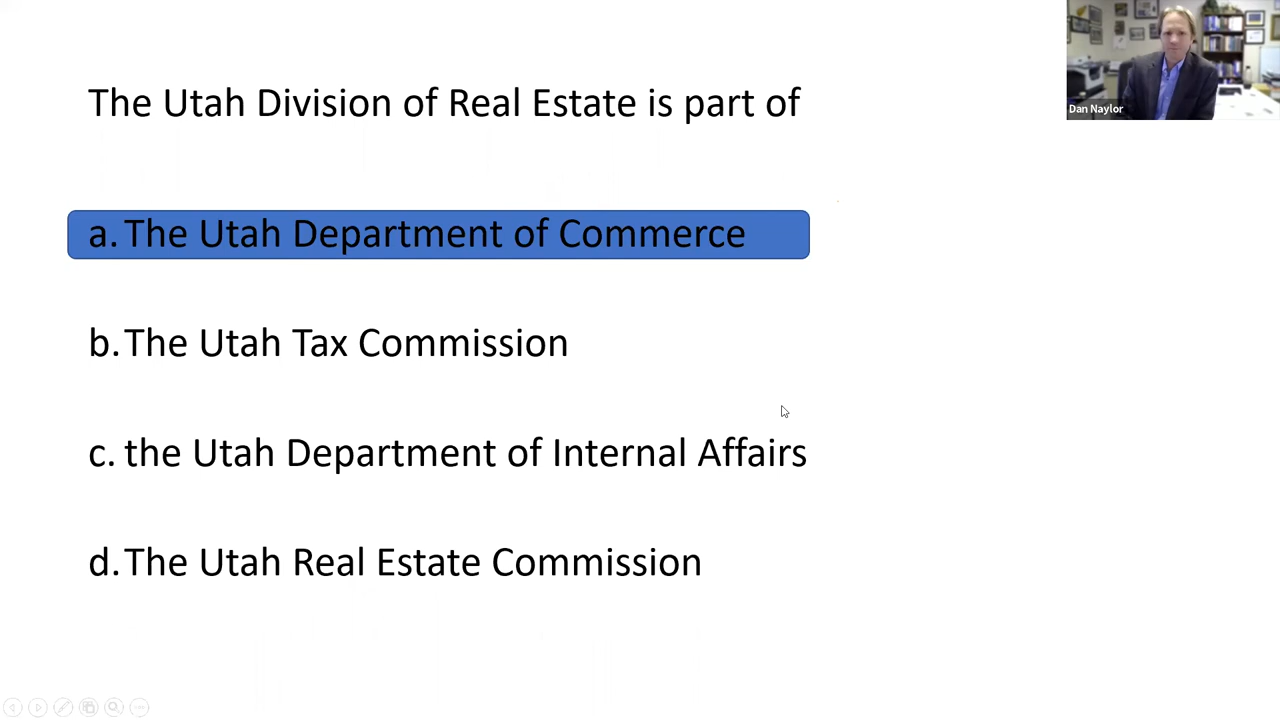 The Utah Division of Real Estate is part of
Dan Naylor
a. The Utah Department of Commerce
b. The Utah Tax Commission
c. the Utah Department of Internal Affairs
d. The Utah Real Estate Commission